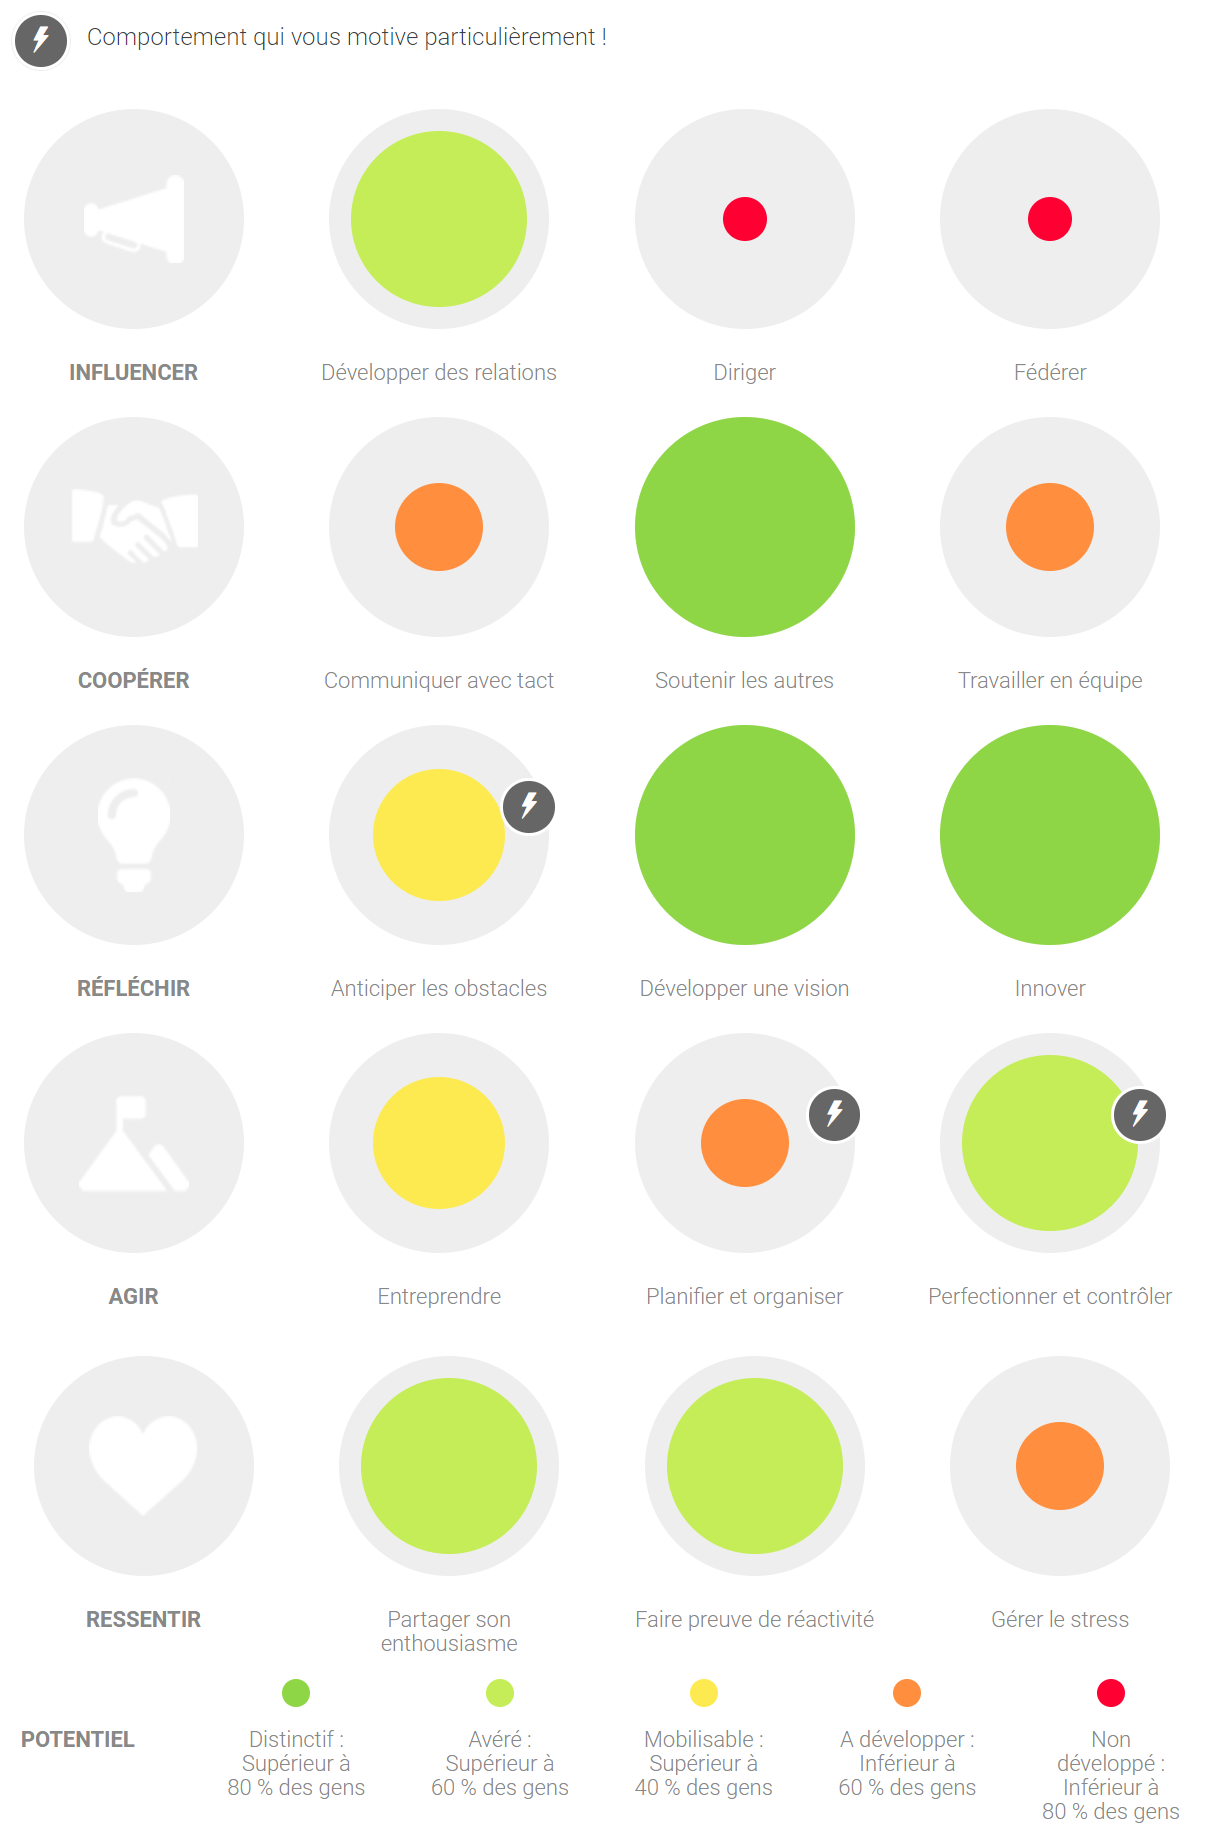 Comportement qui vous motive particulièrement !
INFLUENCER
Développer des relations
Diriger
Fédérer
COOPÉRER
Communiquer avec tact
Soutenir les autres
Travailler en équipe
RÉFLÉCHIR
Anticiper les obstacles
Développer une vision
Innover
AGIR
Entreprendre
Planifier et organiser
Perfectionner et contrôler
RESSENTIR
Partager son
enthousiasme
Faire preuve de réactivité
Gérer le stress
POTENTIEL
Distinctif :
Supérieur à
80 % des gens
Avéré :
Supérieur à
60 % des gens
Mobilisable :
Supérieur à
40 % des gens
A développer :
Inférieur à
60 % des gens
Non
développé :
Inférieur à
80 % des gens